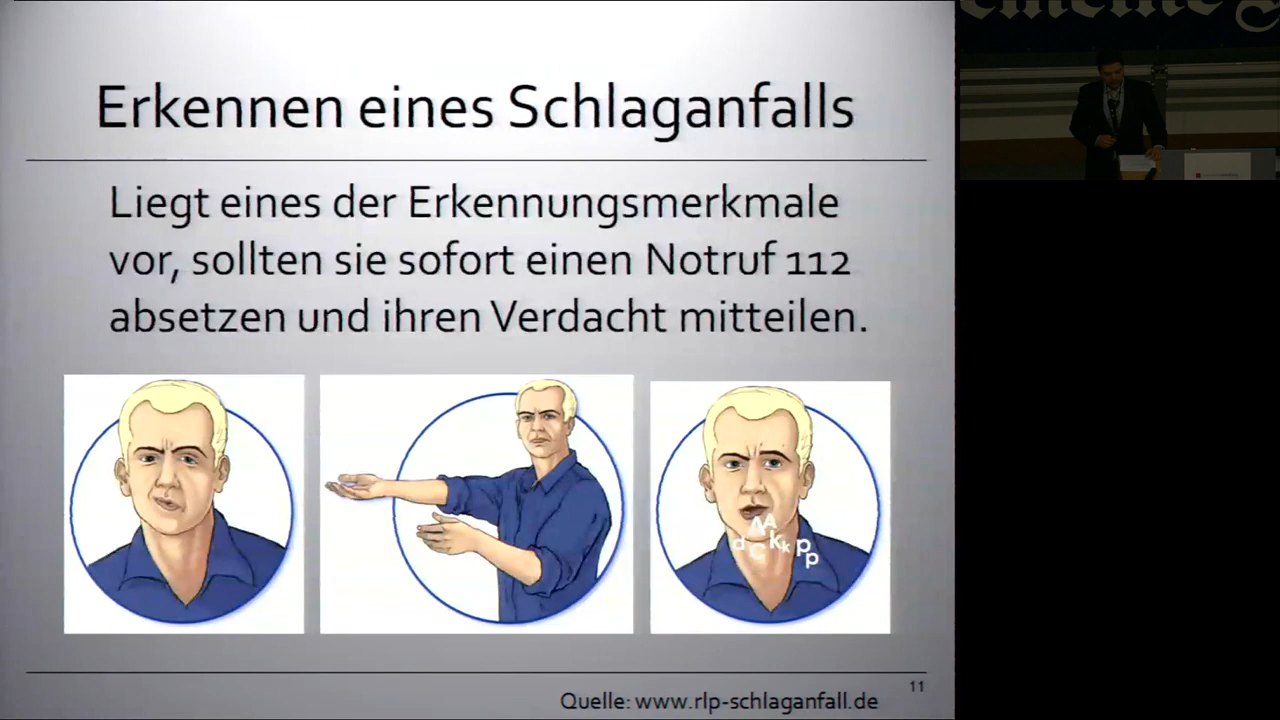 Erkennen eines Schlaganfalls
Liegt eines der Erkennungsmerkmale
vor, sollten sie sofort einen Notruf 112
absetzen und ihren Verdacht mitteilen.
A A
d C k k p
p
11
Quelle: www.rlp-schlaganfall.de